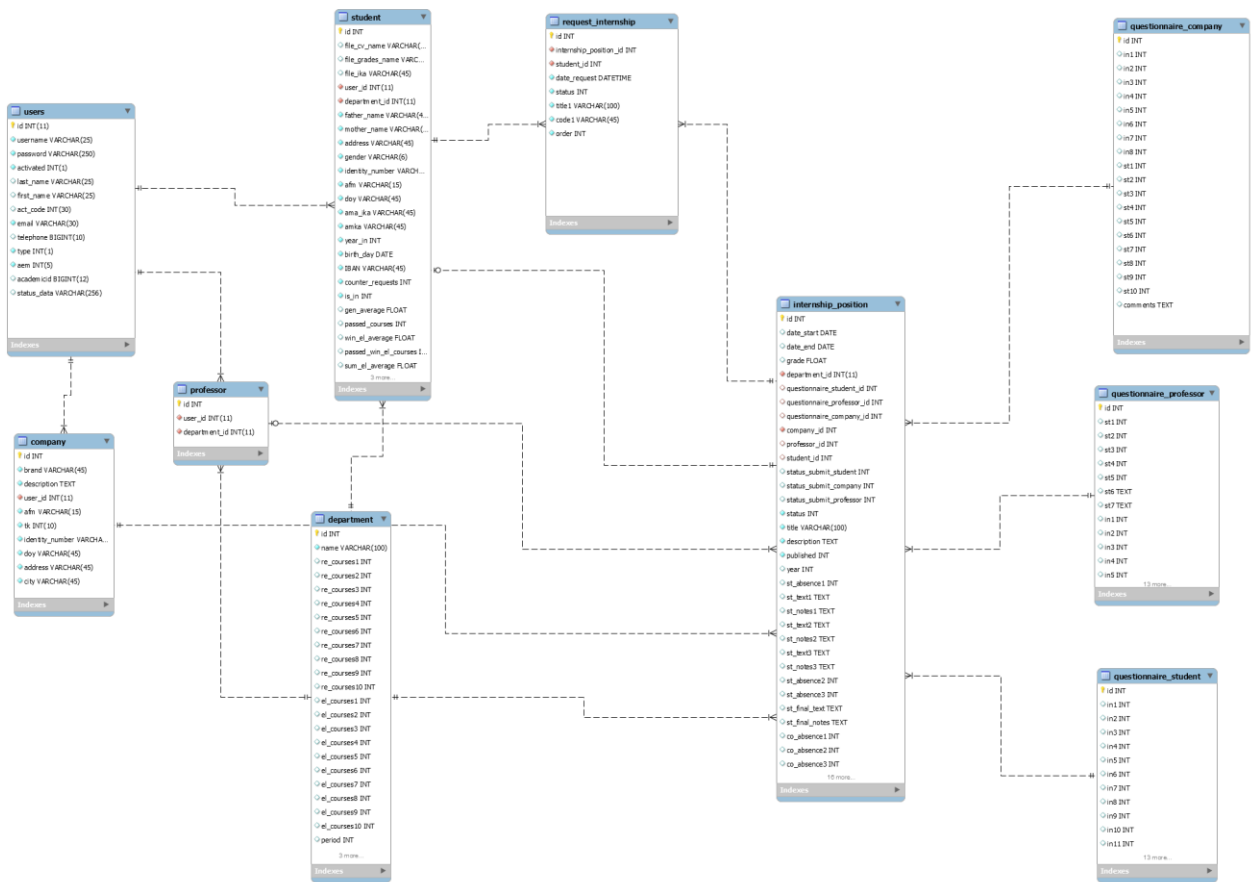 student
id INT
file_cv_name VARCHAR(...
file_grades_name VARC...
file_ika VARCHAR(45)
user_id INT(11)
department_id INT(11)
father_name VARCHAR(4...
mother_name VARCHAR(...
address VARCHAR(45)
gender VARCHAR(6)
identity_number VARCH...
afm VARCHAR(15)
doy VARCHAR(45)
ama_ika VARCHAR(45)
amka VARCHAR(45)
year_in INT
birth_day DATE
IBAN VARCHAR(45)
counter_requests INT
is_in INT
gen_average FLOAT
passed_courses INT
win_el_average FLOAT
passed_win_el_courses I...
sum_el_average FLOAT
3 more...
Indexes
request_internship
id INT
internship_position_id INT
student_id INT
date_request DATETIME
status INT
title1 VARCHAR(100)
code1 VARCHAR(45)
order INT
Indexes
questionnaire_company
id INT
in1 INT
in2 INT
in3 INT
in4 INT
in5 INT
in6 INT
in7 INT
in8 INT
st1 INT
st2 INT
st3 INT
st4 INT
st5 INT
st6 INT
st7 INT
st8 INT
st9 INT
st10 INT
comments TEXT
Indexes
users
id INT(11)
username VARCHAR(25)
password VARCHAR(250)
activated INT(1)
last_name VARCHAR(25)
first_name VARCHAR(25)
act_code INT(30)
email VARCHAR(30)
telephone BIGINT(10)
type INT(1)
aem INT(5)
academicid BIGINT(12)
status_data VARCHAR(256)
Indexes
professor
id INT
user_id INT(11)
department_id INT(11)
Indexes
company
id INT
brand VARCHAR(45)
description TEXT
user_id INT(11)
afm VARCHAR(15)
tk INT(10)
identity_number VARCHA...
doy VARCHAR(45)
address VARCHAR(45)
city VARCHAR(45)
Indexes
department
id INT
name VARCHAR(100)
re_courses1 INT
re_courses2 INT
re_courses3 INT
re_courses4 INT
re_courses5 INT
re_courses6 INT
re_courses7 INT
re_courses8 INT
re_courses9 INT
re_courses10 INT
el_courses1 INT
el_courses2 INT
el_courses3 INT
el_courses4 INT
el_courses5 INT
el_courses6 INT
el_courses7 INT
el_courses8 INT
el_courses9 INT
el_courses10 INT
period INT
3 more...
Indexes
internship_position
id INT
date_start DATE
date_end DATE
grade FLOAT
department_id INT(11)
questionnaire_student_id INT
questionnaire_professor_id INT
questionnaire_company_id INT
company_id INT
professor_id INT
student_id INT
status_submit_student INT
status_submit_company INT
status_submit_professor INT
status INT
title VARCHAR(100)
description TEXT
published INT
year INT
st_absence1 INT
st_text1 TEXT
st_notes1 TEXT
st_text2 TEXT
st_notes2 TEXT
st_text3 TEXT
st_notes3 TEXT
st_absence2 INT
st_absence3 INT
st_final_text TEXT
st_final_notes TEXT
co_absence1 INT
co_absence2 INT
co_absence3 INT
16 more...
Indexes
questionnaire_professor
id INT
st1 INT
st2 INT
st3 INT
st4 INT
st5 INT
st6 TEXT
st7 TEXT
in1 INT
in2 INT
in3 INT
in4 INT
in5 INT
13 more...
Indexes
questionnaire_student
id INT
in1 INT
in2 INT
in3 INT
in4 INT
in5 INT
in6 INT
in7 INT
in8 INT
in9 INT
in10 INT
in11 INT
13 more...
Indexes